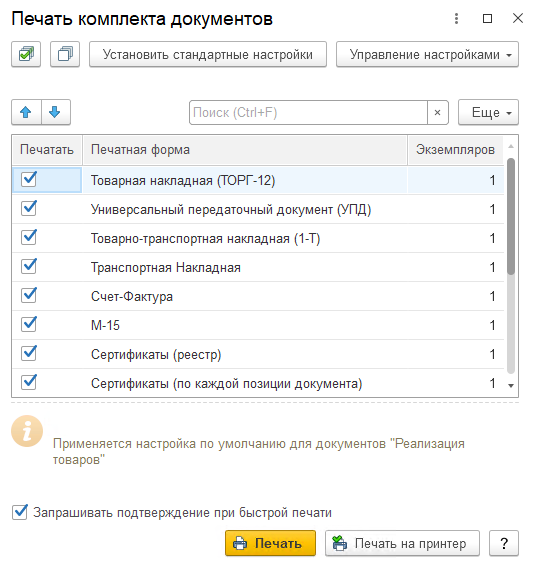 Печать комплекта документов
Установить стандартные настройки
Управление настройками
Поиск (Ctrl+F)
×
Еще
Печатать Печатная форма Экземпляров
Товарная накладная (ТОРГ-12) 1
Универсальный передаточный документ (УПД) 1
Товарно-транспортная накладная (1-Т) 1
Транспортная Накладная 1
Счет-Фактура 1
М-15 1
Сертификаты (реестр) 1
Сертификаты (по каждой позиции документа) 1
Применяется настройка по умолчанию для документов "Реализация
товаров"
Запрашивать подтверждение при быстрой печати
Печать
Печать на принтер
?